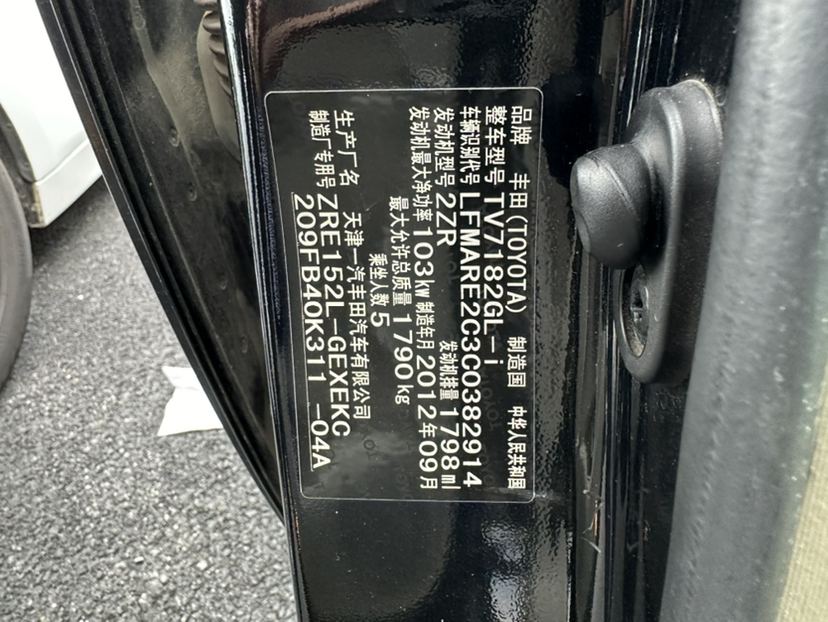 品牌 丰田(TOYOTA) 制造国 中华人民共和国
整车型号 TV7182GL-i
车辆识别代号 LFMARE2C3C0382914
发动机型号 2ZR 发动机排量 1798ml
发动机最大净功率 103kw 制造年月 2012年09月
最大允许总质量 1790kg
乘坐人数 5
生产厂名 天津一汽丰田汽车有限公司
制造厂专用号 ZRE152L-GEXEKC
209FB40K311 -04A